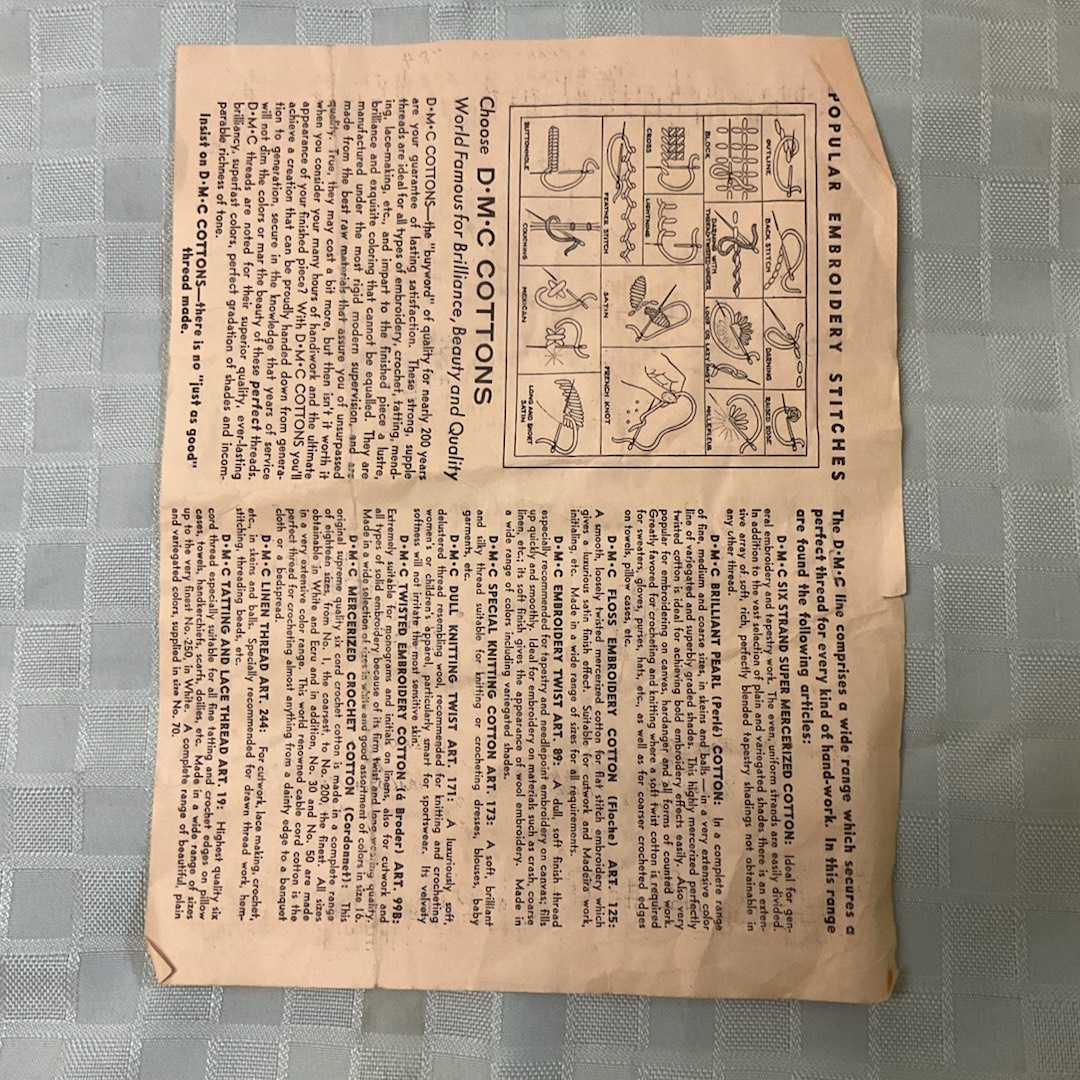 POPULAR EMBROIDERY STITCHES
OUTLINE
BACK STITCH
DARNING
RAISED ROSE
BLOCK
DARNING WITH
THREAD TWISTED UNDER
LOOP OR LAZY DAISY
MILLEFLEUR
CROSS
LIGHTNING
FEATHER STITCH
SATIN
FRENCH KNOT
BUTTONHOLE
COUCHING
MEXICAN
LONG AND SHORT
SATIN
Choose D·M·C COTTONS
World Famous for Brilliance, Beauty and Quality
D·M·C COTTONS—the "buyword" of quality for nearly 200 years
are your guarantee of lasting satisfaction. These strong, supple
threads are ideal for all types of embroidery, crochet, tatting, mend-
ing, lace-making, etc., and impart to the finished piece a lustre,
brilliance and exquisite coloring that cannot be equalled. They are
manufactured under the most rigid modern supervision, and are
made from the best raw materials that assure you of unsurpassed
quality. True, they may cost a bit more, but then isn't it worth it
when you consider your many hours of handiwork and the ultimate
appearance of your finished piece? With D·M·C COTTONS you'll
achieve a creation that can be proudly handed down from genera-
tion to generation, secure in the knowledge that years of service
will not dim the colors or mar the beauty of these perfect threads.
D·M·C threads are noted for their superior quality, ever-lasting
brilliancy, superfast colors, perfect gradation of shades and incom-
perable richness of tone.
Insist on D·M·C COTTONS—there is no "just as good"
thread made.
The D·M·C line comprises a wide range which secures a
perfect thread for every kind of hand-work. In this range
are found the following articles:
D·M·C SIX STRAND SUPER MERCERIZED COTTON: Ideal for gen-
eral embroidery and tapestry work. The even, uniform strands are easily divided.
In addition to the vast selection of plain and variegated shades there is an exten-
sive array of soft, rich, perfectly blended tapestry shadings not obtainable in
any other thread.
D·M·C BRILLIANT PEARL (Perlé) COTTON: In a complete range
of fine, medium and coarse sizes, in skeins and balls — in a very extensive color
line of variegated and superbly graded shades. This highly mercerized perfectly
twisted cotton is ideal for achieving bold embroidery effects easily. Also very
popular for embroidering on canvas, hardanger and all forms of counted work.
Greatly favored for crocheting and knitting where a soft twist cotton is required
for sweaters, gloves, purses, hats, etc., as well as for coarser crocheted edges
on towels, pillow cases, etc.
D·M·C FLOSS EMBROIDERY COTTON (Floche) ART. 125:
A smooth, loosely twisted mercerized cotton for flat stitch embroidery which
gives a luxurious satin finish effect. Suitable for cutwork and Madeira work,
initialing, etc. Made in a wide range of sizes for all requirements.
D·M·C EMBROIDERY TWIST ART. 89: A dull, soft finish thread
especially recommended for tapestry and needlepoint embroidery on canvas; fills
up quickly and smoothly. Ideal for embroidery on materials such as crash, coarse
linen, etc., its soft finish gives the appearance of wool embroidery. Made in
a wide range of colors including variegated shades.
D·M·C SPECIAL KNITTING COTTON ART. 173: A soft, brilliant
and silky thread suitable for knitting or crocheting dresses, blouses, baby
garments, etc.
D·M·C DULL KNITTING TWIST ART. 171: A luxuriously soft,
delustered thread resembling wool, recommended for knitting and crocheting
women's or children's apparel, particularly smart for sportswear. Its velvety
softness will not irritate the most sensitive skin.
D·M·C TWISTED EMBROIDERY COTTON (à Broder) ART. 99B:
Extremely suitable for monograms and initials on linens, also for cutwork and
all types of solid embroidery because of its firm twist and long wearing quality.
Made in a wide selection of sizes in white and good assortment of colors in size 16.
D·M·C MERCERIZED CROCHET COTTON (Cordonnet): This
original supreme quality six cord crochet cotton is made in a complete range
of eighteen sizes, from No. 1, the coarsest, to No. 200, the finest. All sizes
obtainable in White and Ecru and in addition, No. 30 and No. 50 are made
in a very extensive color range. This world renowned cable cord cotton is the
perfect thread for crocheting almost anything from a dainty edge to a banquet
cloth or a bedspread.
D·M·C LINEN THREAD ART. 244: For cutwork, lace making, crochet,
etc., in skeins and balls. Specially recommended for drawn thread work, hem-
stitching, threading beads, etc.
D·M·C TATTING AND LACE THREAD ART. 19: Highest quality six
cord thread especially suitable for all fine tatting and crochet edges on pillow
cases, towels, handkerchiefs, scarfs, doilies, etc. Made in a wide range of sizes
up to the very finest No. 250, in White. A complete range of beautiful, plain
and variegated colors, supplied in size No. 70.